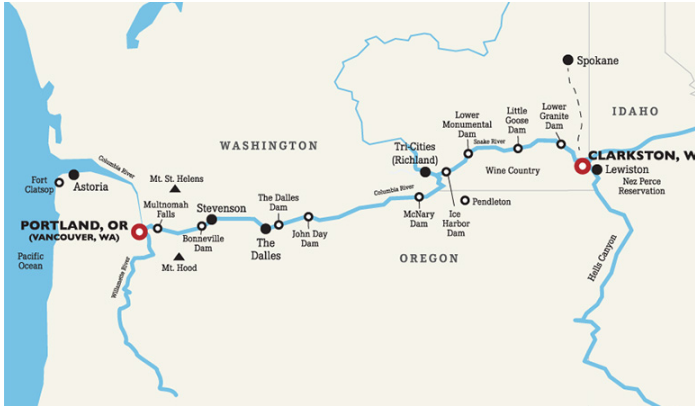 Spokane
IDAHO
Lower
Monumental
Dam
Little
Goose
Dam
Lower
Granite
Dam
WASHINGTON
Tri-Cities
(Richland)
Snake River
CLARKSTON, W
Wine Country
Lewiston
Nez Perce
Reservation
Columbia River
Fort
Clatsop
Astoria
Mt. St. Helens
Columbia River
Multnomah
Falls
Stevenson
The Dalles
Dam
Pendleton
McNary
Dam
Ice
Harbor
Dam
PORTLAND, OR
(VANCOUVER, WA)
Bonneville
Dam
The
Dalles
John Day
Dam
Pacific
Ocean
Mt. Hood
OREGON
Willamette River
Hells Canyon